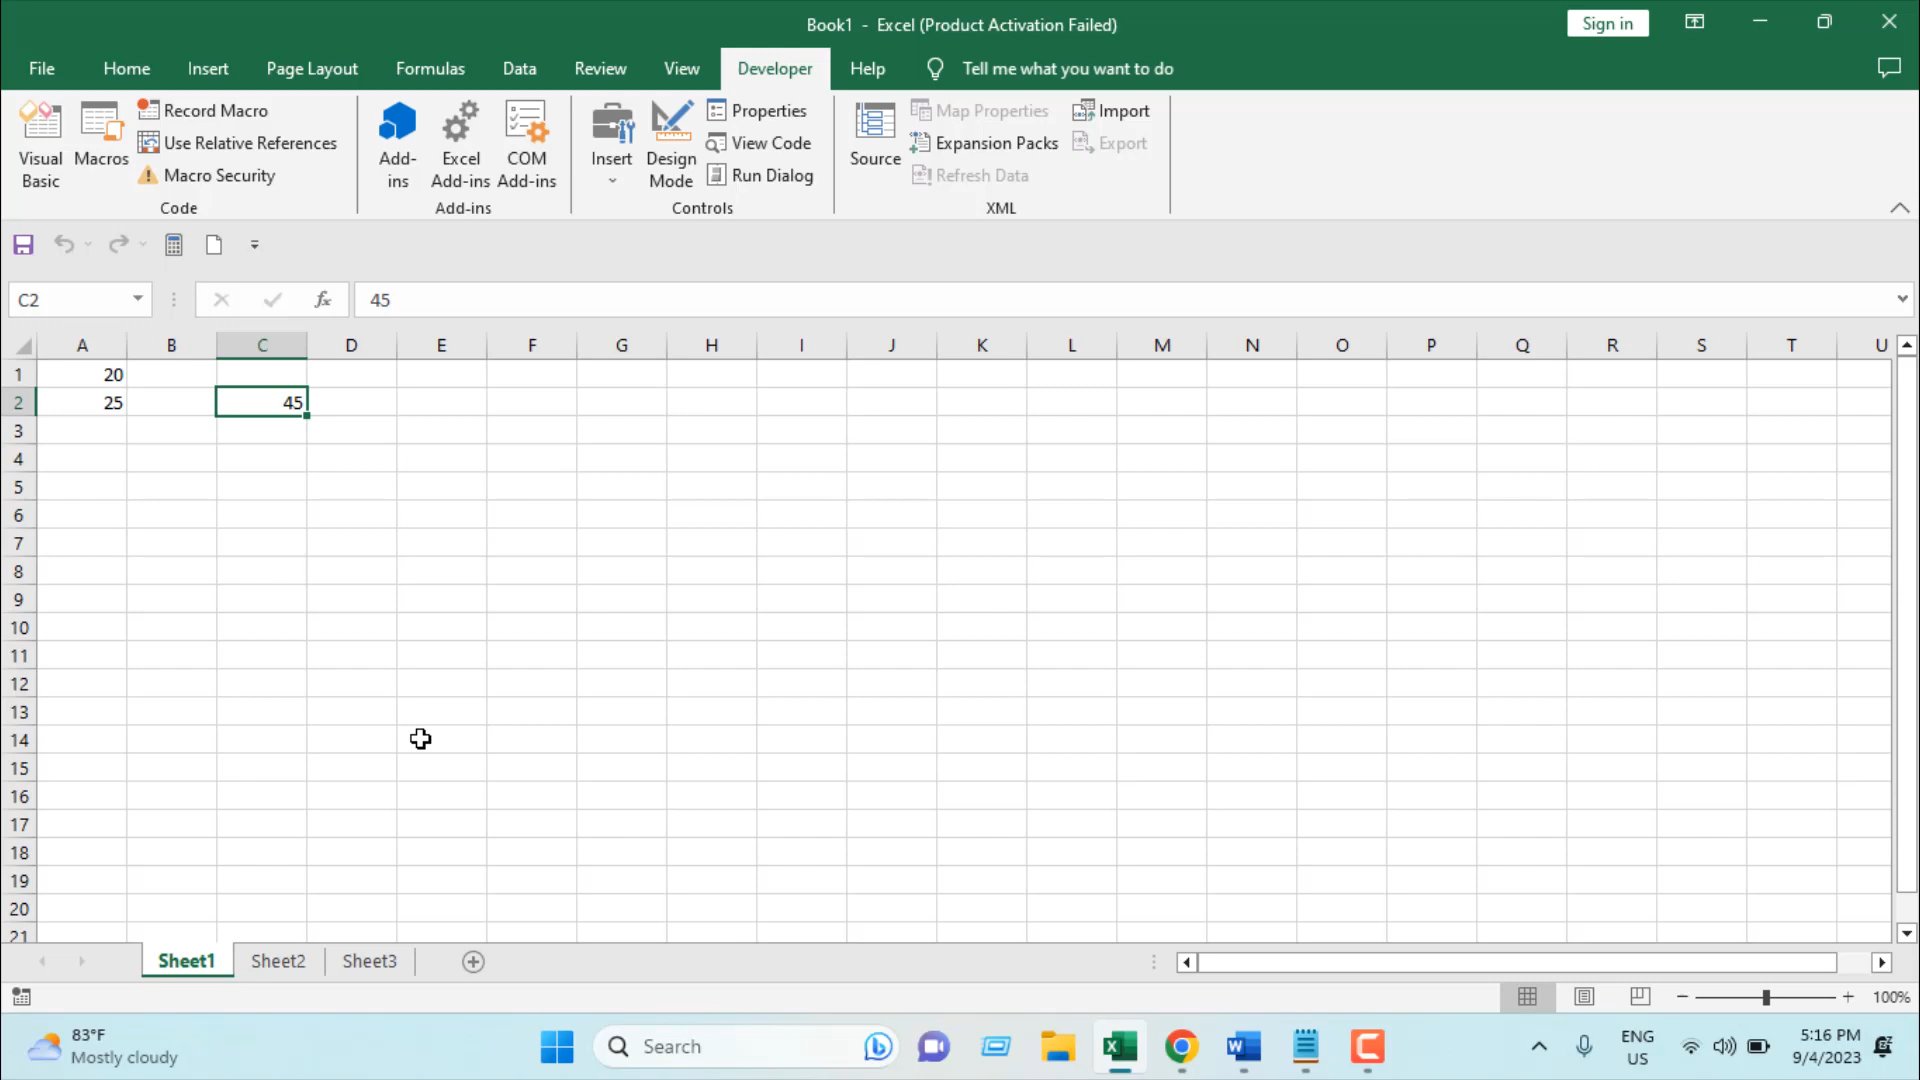 Book1 - Excel (Product Activation Failed)
Sign in
File Home Insert Page Layout Formulas Data Review View Developer Help Tell me what you want to do
Visual Basic
Macros
Record Macro
Use Relative References
Macro Security
Code
Add-ins
Excel Add-ins
COM Add-ins
Add-ins
Insert
Design Mode
Properties
View Code
Run Dialog
Controls
Source
Map Properties
Expansion Packs
Refresh Data
Import
Export
XML
C2 fx 45
A B C D E F G H I J K L M N O P Q R S T U
1 20
2 25 45
3
4
5
6
7
8
9
10
11
12
13
14
15
16
17
18
19
20
21
Sheet1 Sheet2 Sheet3
100%
83°F
Mostly cloudy
Search
ENG
US
5:16 PM
9/4/2023